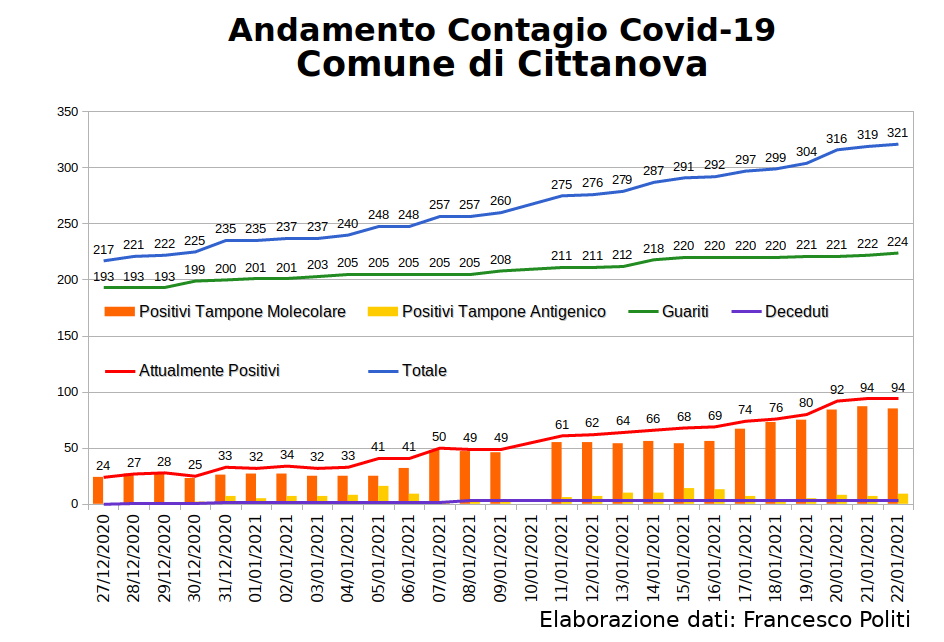 Andamento Contagio Covid-19
Comune di Cittanova
350
300
250
200
150
100
50
0
217 221 222 225 235 235 237 237 240 248 248 257 257 260 275 276 279 287 291 292 297 299 304 316 319 321
193 193 193 199 200 201 201 203 205 205 205 205 205 208 211 211 212 218 220 220 220 220 221 221 222 224
Positivi Tampone Molecolare Positivi Tampone Antigenico Guariti Deceduti
Attualmente Positivi Totale
24 27 28 25 33 32 34 32 33 41 41 50 49 49 61 62 64 66 68 69 74 76 80 92 94 94
27/12/2020 28/12/2020 29/12/2020 30/12/2020 31/12/2020 01/01/2021 02/01/2021 03/01/2021 04/01/2021 05/01/2021 06/01/2021 07/01/2021 08/01/2021 09/01/2021 10/01/2021 11/01/2021 12/01/2021 13/01/2021 14/01/2021 15/01/2021 16/01/2021 17/01/2021 18/01/2021 19/01/2021 20/01/2021 21/01/2021 22/01/2021
Elaborazione dati: Francesco Politi